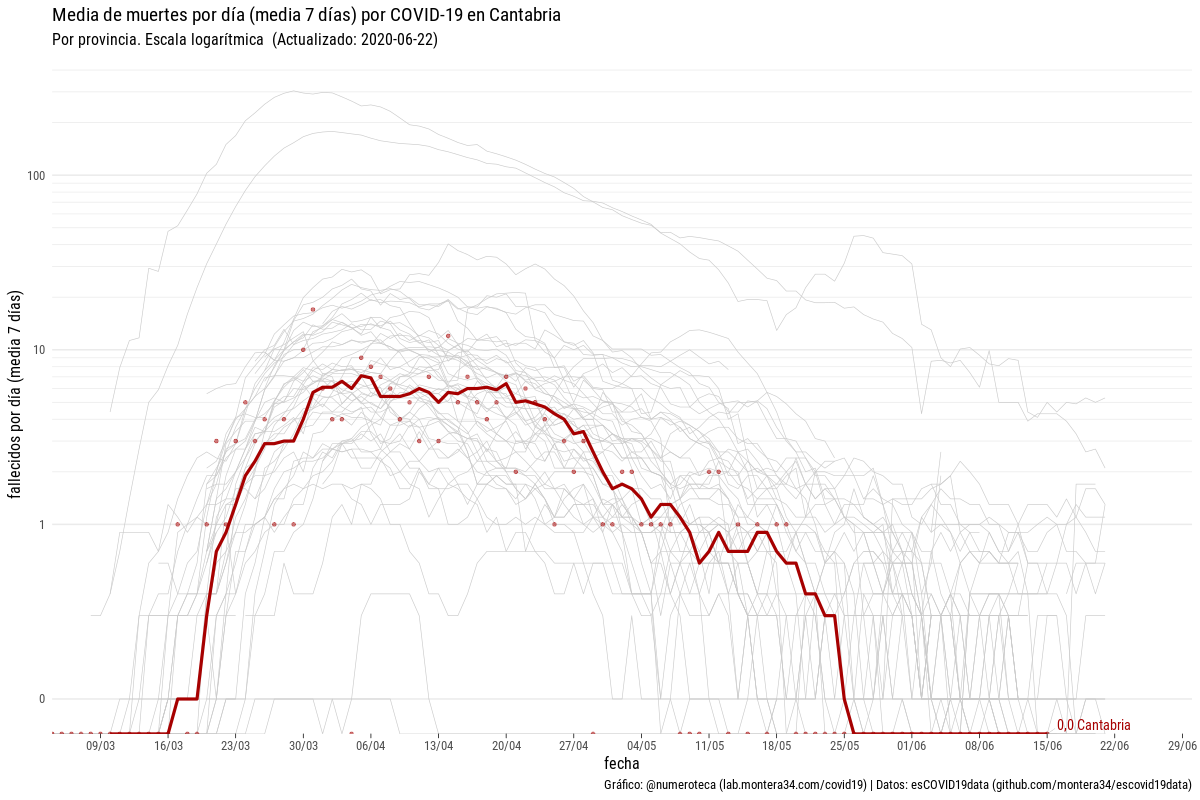 Media de muertes por día (media 7 días) por COVID-19 en Cantabria
Por provincia. Escala logarítmica (Actualizado: 2020-06-22)
fallecidos por día (media 7 días)
100
10
1
0
0,0 Cantabria
09/03 16/03 23/03 30/03 06/04 13/04 20/04 27/04 04/05 11/05 18/05 25/05 01/06 08/06 15/06 22/06 29/06
fecha
Gráfico: @numeroteca (lab.montera34.com/covid19) | Datos: esCOVID19data (github.com/montera34/escovid19data)